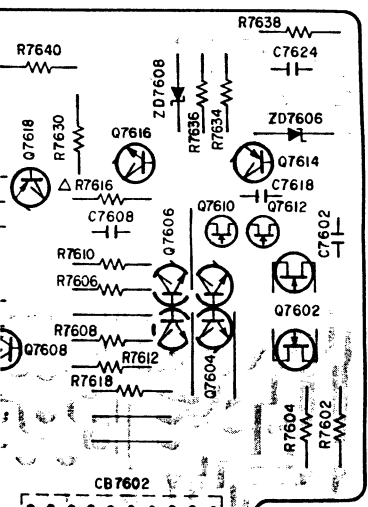 R7638
R7640
C7624
ZD7608
R7636
R7634
ZD7606
Q7618
R7630
Q7616
Q7614
△ R7616
C7618
C7608
Q7606
Q7610
Q7612
C7602
R7610
R7606
Q7602
R7608
Q7608
R7612
Q7604
R7618
R7604
R7602
CB7602